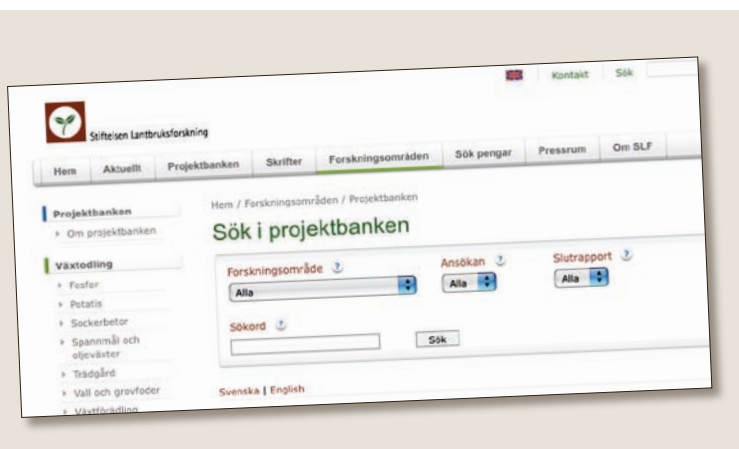 Kontakt Sök
Stiftelsen Lantbruksforskning
Hem Aktuellt Projektbanken Skrifter Forskningsområden Sök pengar Pressrum Om SLF
Hem / Forskningsområden / Projektbanken
Projektbanken
Om projektbanken
Sök i projektbanken
Växtodling
Fosfor
Potatis
Sockerbetor
Spannmål och
oljeväxter
Trädgård
Vall och grovfoder
Växtförädling
Forskningsområde ? Ansökan ? Slutrapport ?
Alla Alla Alla
Sökord ?
Sök
Svenska | English